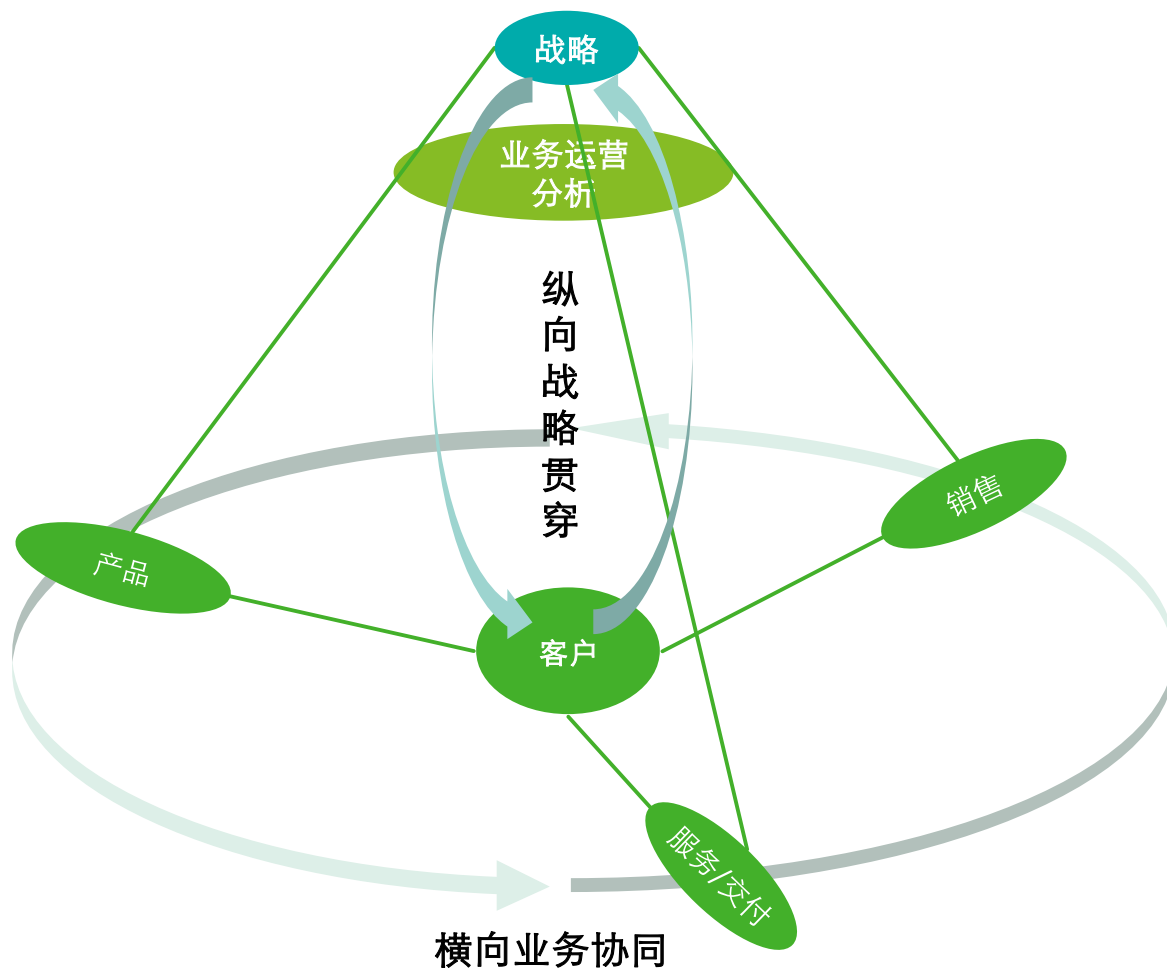 战略
业务运营
分析
纵向战略贯穿
销售
产品
客户
服务/交付
横向业务协同